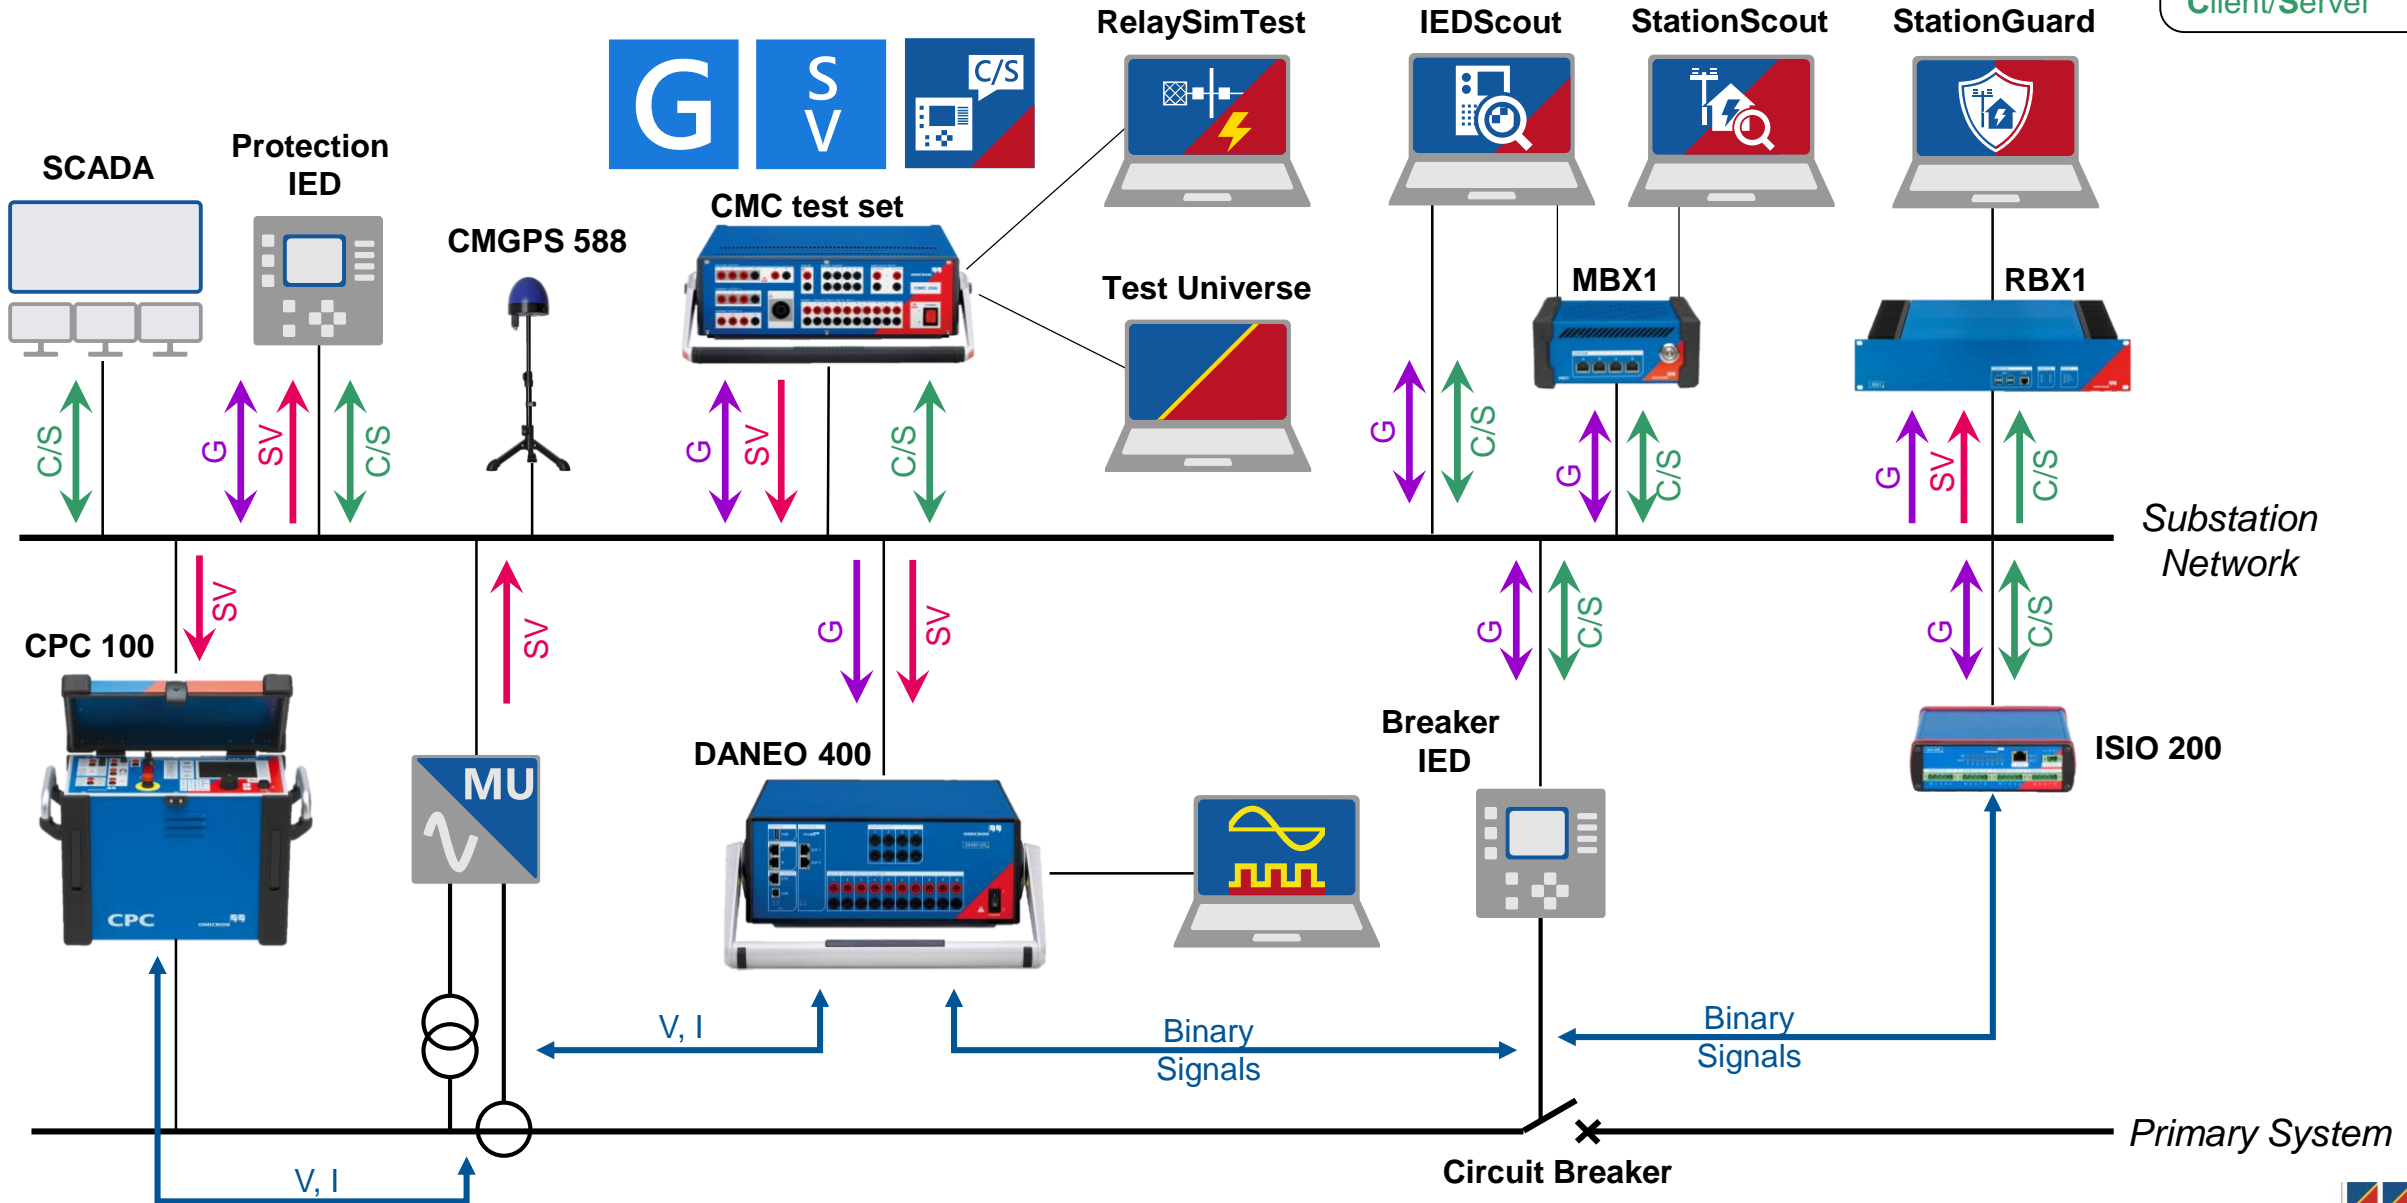 Client/Server
RelaySimTest
IEDScout
StationScout
StationGuard
G
S
V
C/S
SCADA
Protection
IED
CMGPS 588
CMC test set
Test Universe
MBX1
RBX1
C/S
G
SV
C/S
G
SV
C/S
G
C/S
G
C/S
G
SV
C/S
Substation
Network
SV
SV
G
SV
G
C/S
G
C/S
CPC 100
MU
DANEO 400
Breaker
IED
ISIO 200
CPC
OMICRON
V, I
Binary
Signals
Binary
Signals
Primary System
Circuit Breaker
V, I